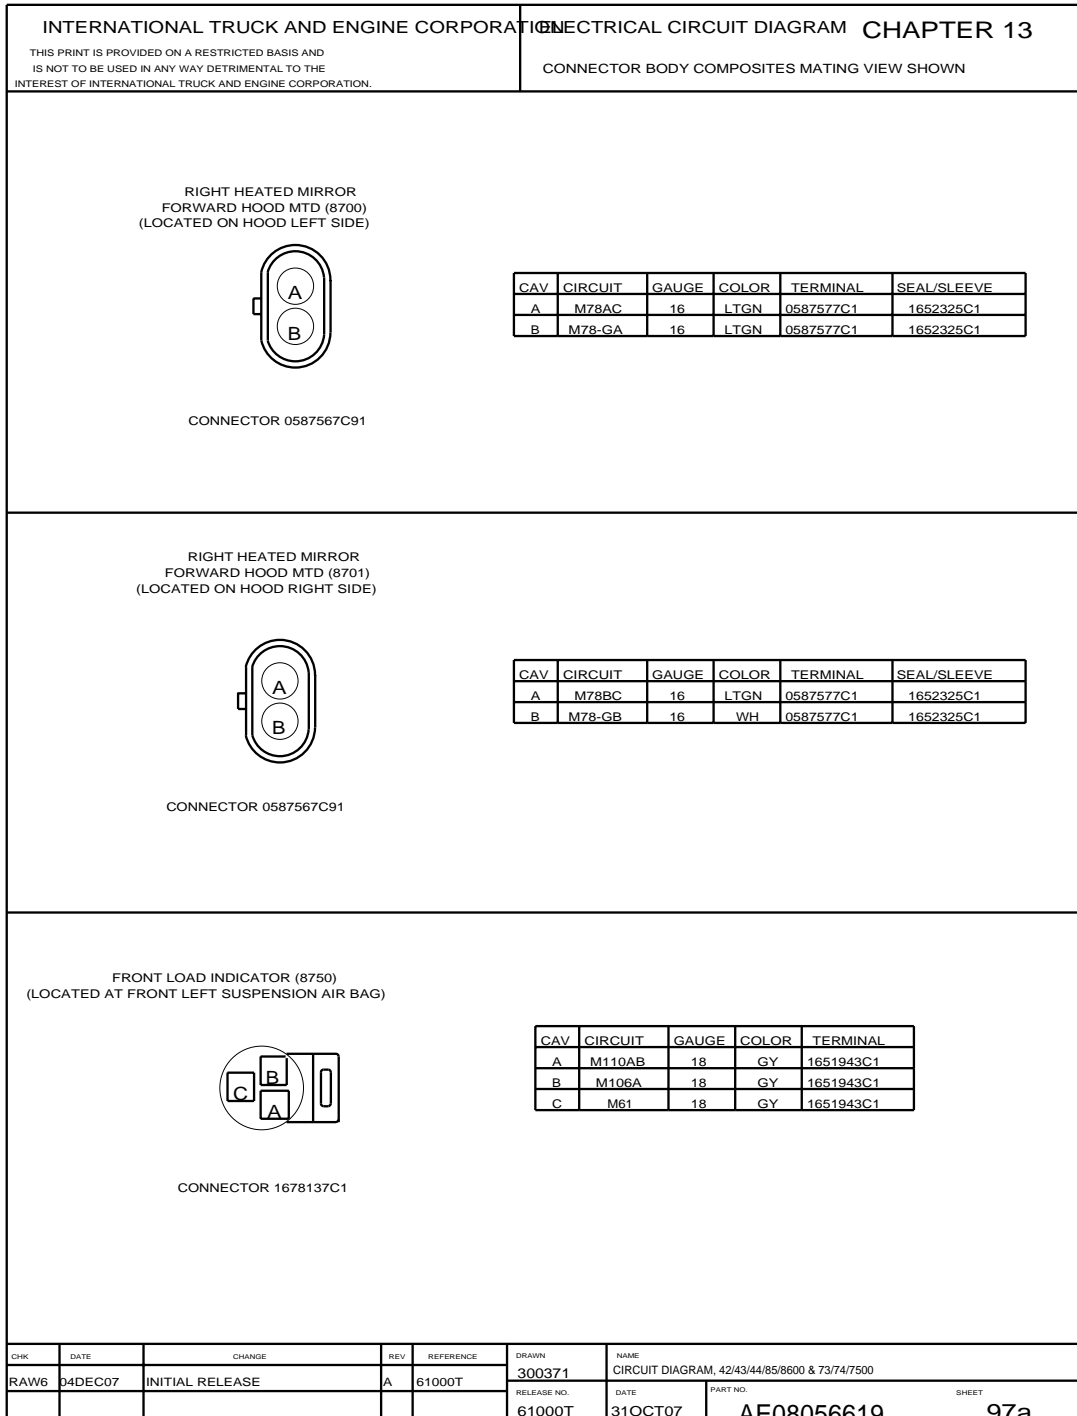 INTERNATIONAL TRUCK AND ENGINE CORPORATION
THIS PRINT IS PROVIDED ON A RESTRICTED BASIS AND
IS NOT TO BE USED IN ANY WAY DETRIMENTAL TO THE
INTEREST OF INTERNATIONAL TRUCK AND ENGINE CORPORATION.
ELECTRICAL CIRCUIT DIAGRAM CHAPTER 13
CONNECTOR BODY COMPOSITES MATING VIEW SHOWN
RIGHT HEATED MIRROR
FORWARD HOOD MTD (8700)
(LOCATED ON HOOD LEFT SIDE)
A
B
CONNECTOR 0587567C91
CAV CIRCUIT GAUGE COLOR TERMINAL SEAL/SLEEVE
A M78AC 16 LTGN 0587577C1 1652325C1
B M78-GA 16 LTGN 0587577C1 1652325C1
RIGHT HEATED MIRROR
FORWARD HOOD MTD (8701)
(LOCATED ON HOOD RIGHT SIDE)
A
B
CONNECTOR 0587567C91
CAV CIRCUIT GAUGE COLOR TERMINAL SEAL/SLEEVE
A M78BC 16 LTGN 0587577C1 1652325C1
B M78-GB 16 WH 0587577C1 1652325C1
FRONT LOAD INDICATOR (8750)
(LOCATED AT FRONT LEFT SUSPENSION AIR BAG)
B
C
A
CONNECTOR 1678137C1
CAV CIRCUIT GAUGE COLOR TERMINAL
A M110AB 18 GY 1651943C1
B M106A 18 GY 1651943C1
C M61 18 GY 1651943C1
CHK DATE CHANGE REV REFERENCE
RAW6 04DEC07 INITIAL RELEASE A 61000T
DRAWN
300371
NAME
CIRCUIT DIAGRAM, 42/43/44/85/8600 & 73/74/7500
RELEASE NO.
61000T
DATE
31OCT07
PART NO.
AE08056619
SHEET
97a